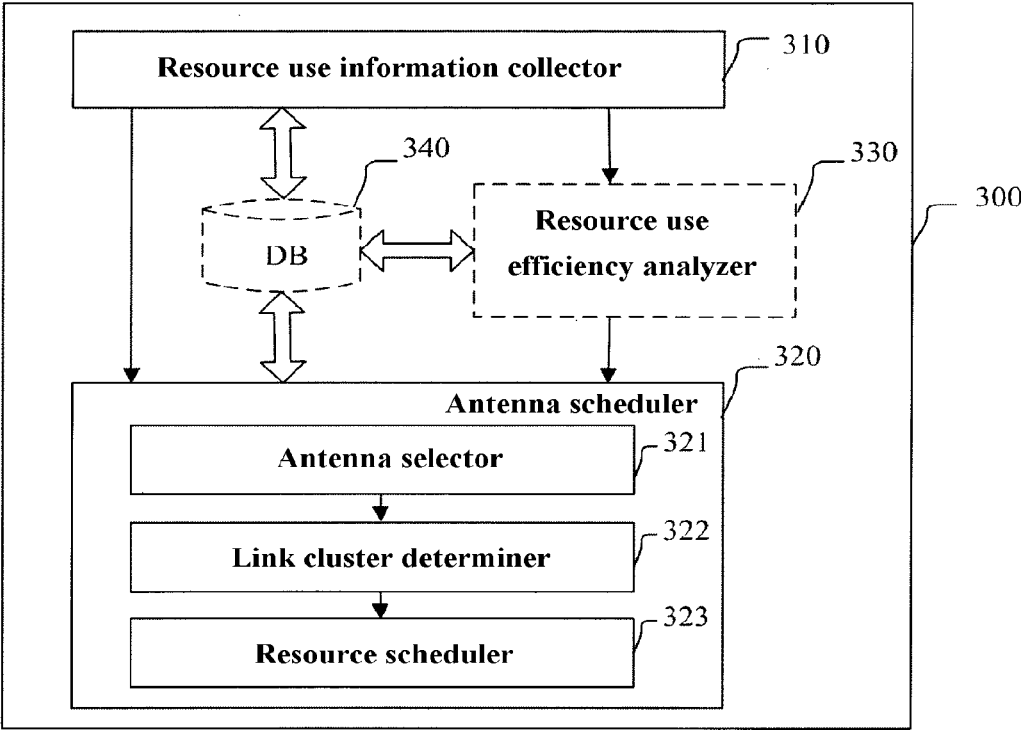 310
Resource use information collector
340
330
300
Resource use
efficiency analyzer
DB
320
Antenna scheduler
321
Antenna selector
322
Link cluster determiner
323
Resource scheduler